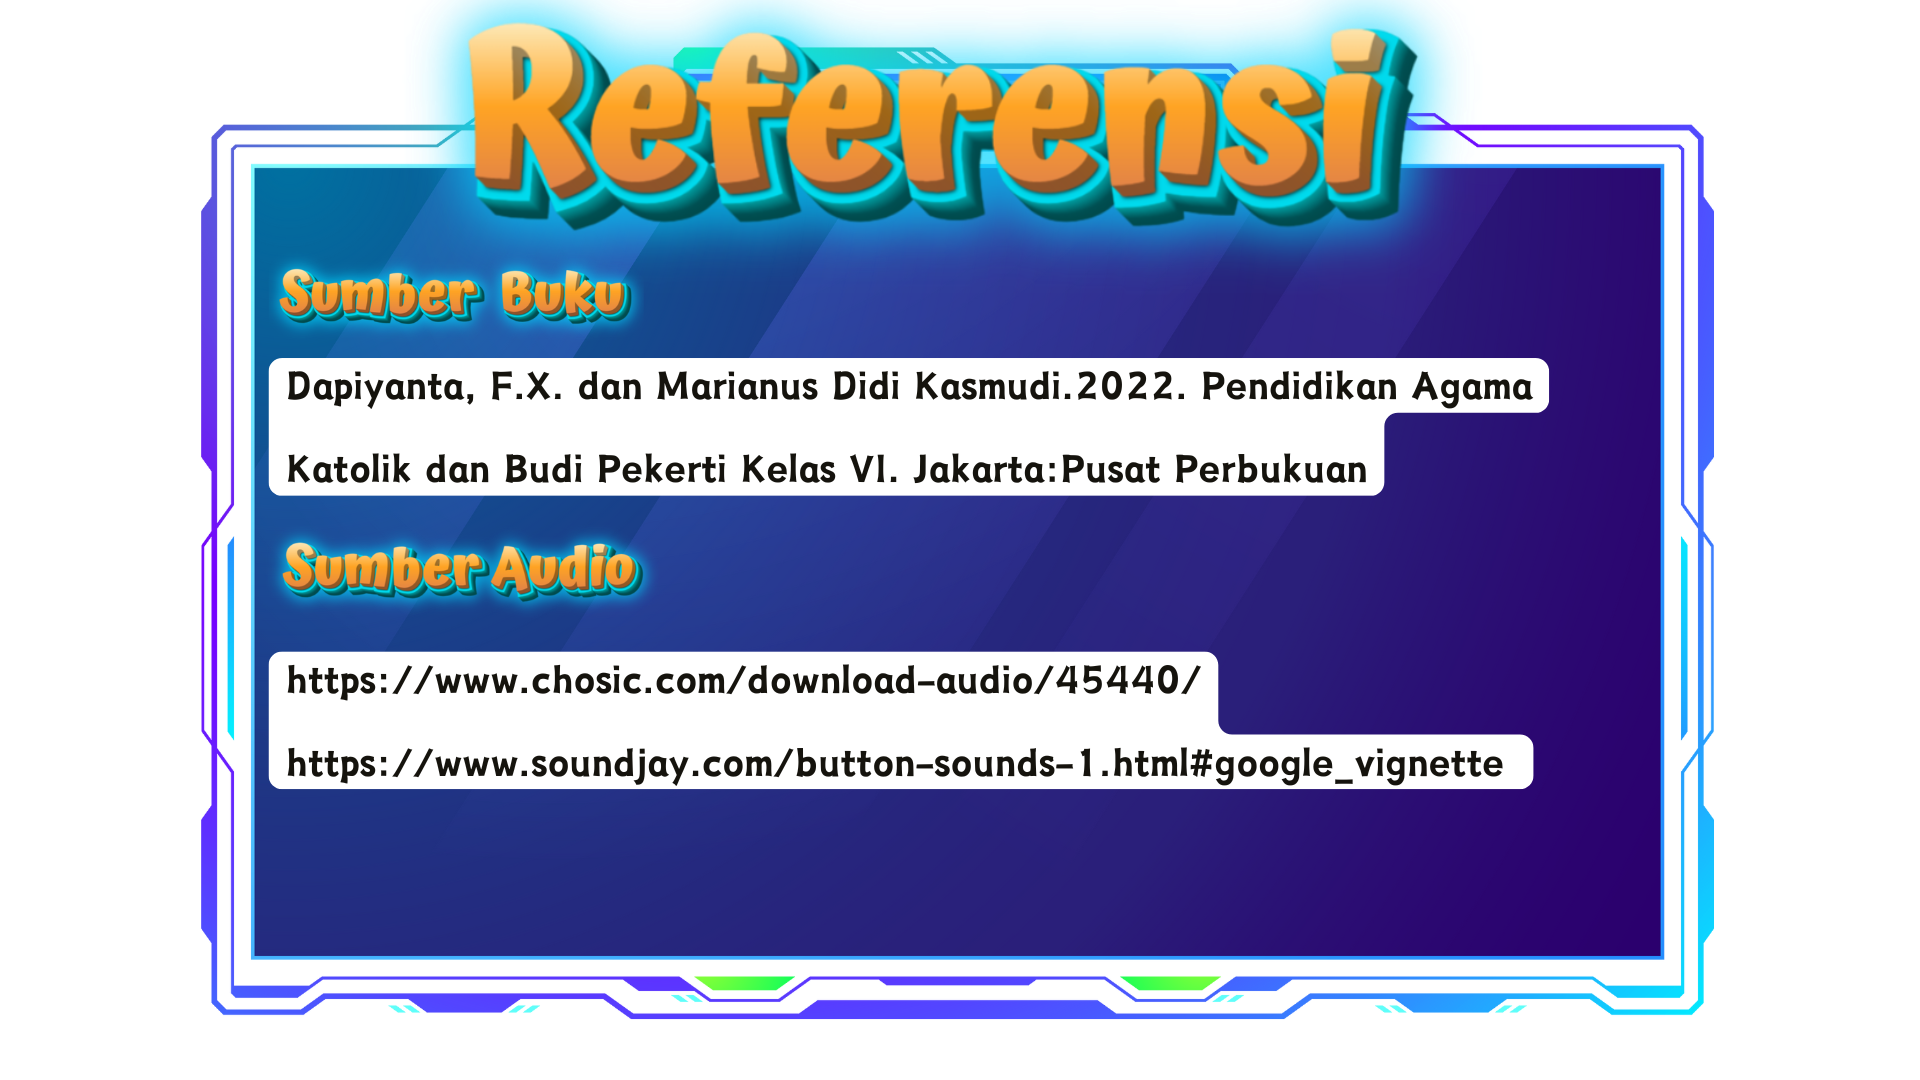 Referensi
Sumber Buku
Dapiyanta, F.X. dan Marianus Didi Kasmudi.2022. Pendidikan Agama
Katolik dan Budi Pekerti Kelas VI. Jakarta:Pusat Perbukuan
Sumber Audio
https://www.chosic.com/download-audio/45440/
https://www.soundjay.com/button-sounds-1.html#google_vignette